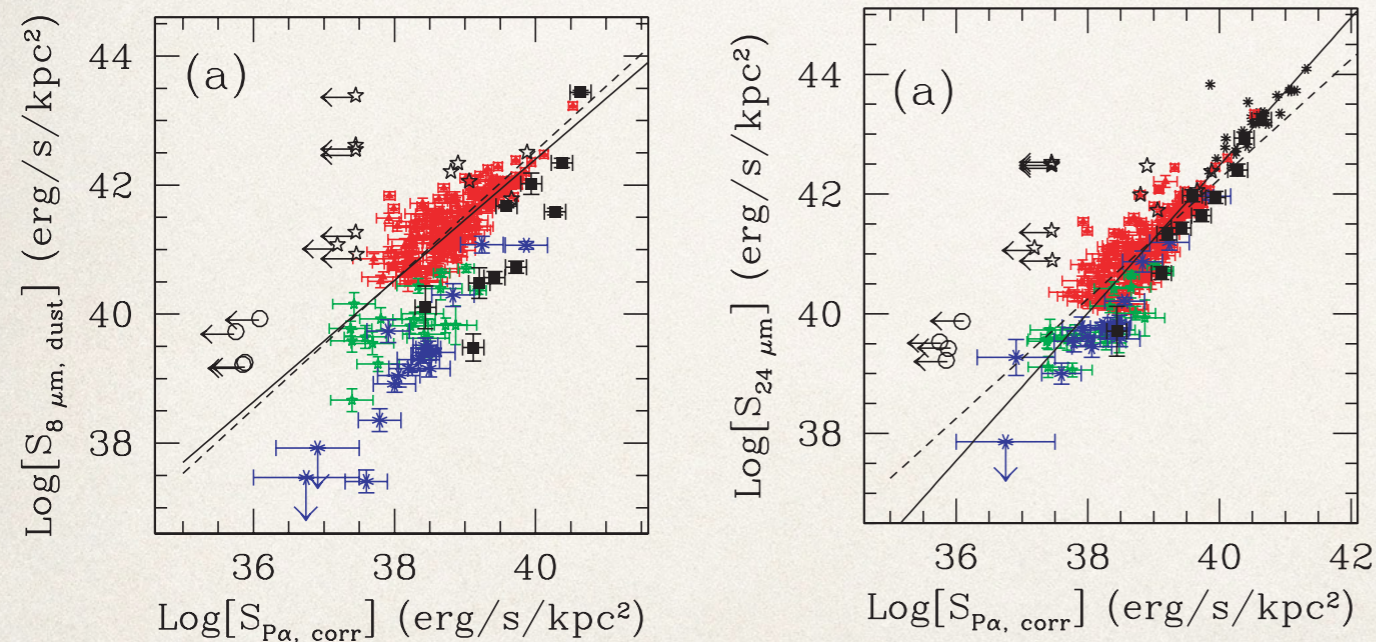 (a)
44
42
40
38
36 38 40
Log[S8 μm, dust] (erg/s/kpc²)
Log[SPα, corr] (erg/s/kpc²)
(a)
44
42
40
38
36 38 40 42
Log[S24 μm] (erg/s/kpc²)
Log[SPα, corr] (erg/s/kpc²)